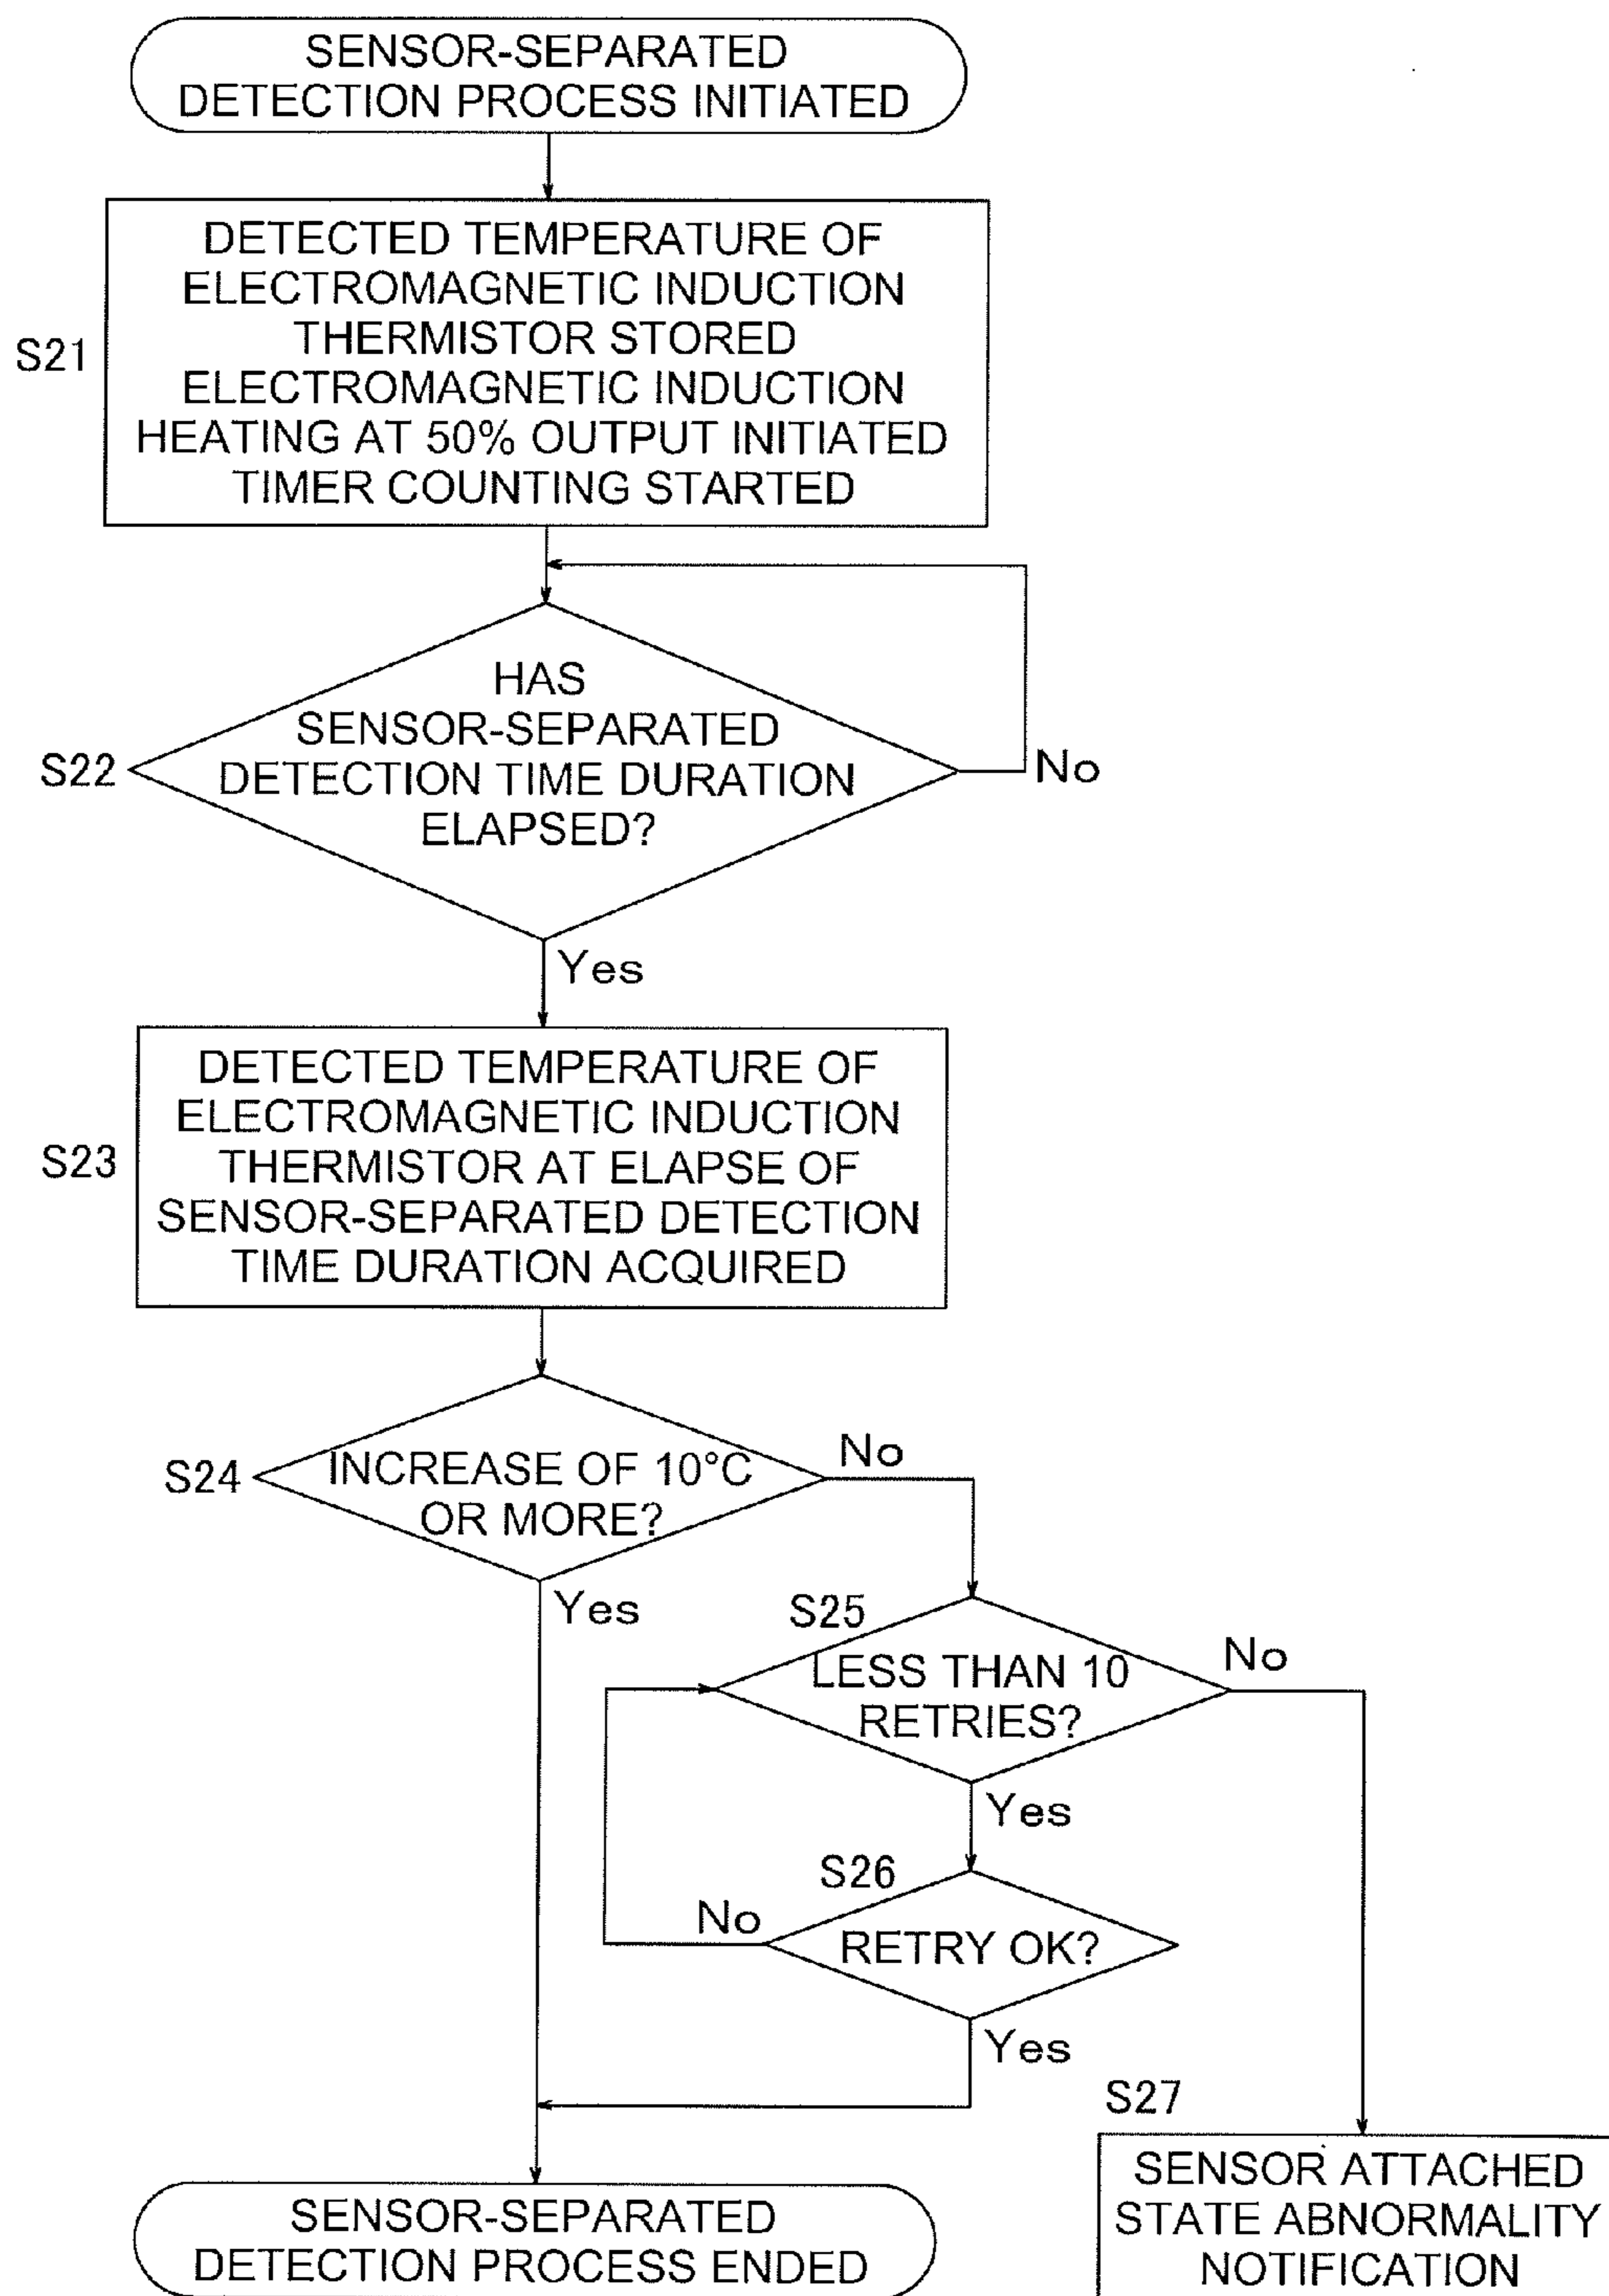 SENSOR-SEPARATED
DETECTION PROCESS INITIATED
S21
DETECTED TEMPERATURE OF
ELECTROMAGNETIC INDUCTION
THERMISTOR STORED
ELECTROMAGNETIC INDUCTION
HEATING AT 50% OUTPUT INITIATED
TIMER COUNTING STARTED
S22
HAS
SENSOR-SEPARATED
DETECTION TIME DURATION
ELAPSED?
No
Yes
S23
DETECTED TEMPERATURE OF
ELECTROMAGNETIC INDUCTION
THERMISTOR AT ELAPSE OF
SENSOR-SEPARATED DETECTION
TIME DURATION ACQUIRED
S24
INCREASE OF 10°C
OR MORE?
No
Yes
S25
LESS THAN 10
RETRIES?
No
Yes
S26
RETRY OK?
No
Yes
S27
SENSOR ATTACHED
STATE ABNORMALITY
NOTIFICATION
SENSOR-SEPARATED
DETECTION PROCESS ENDED